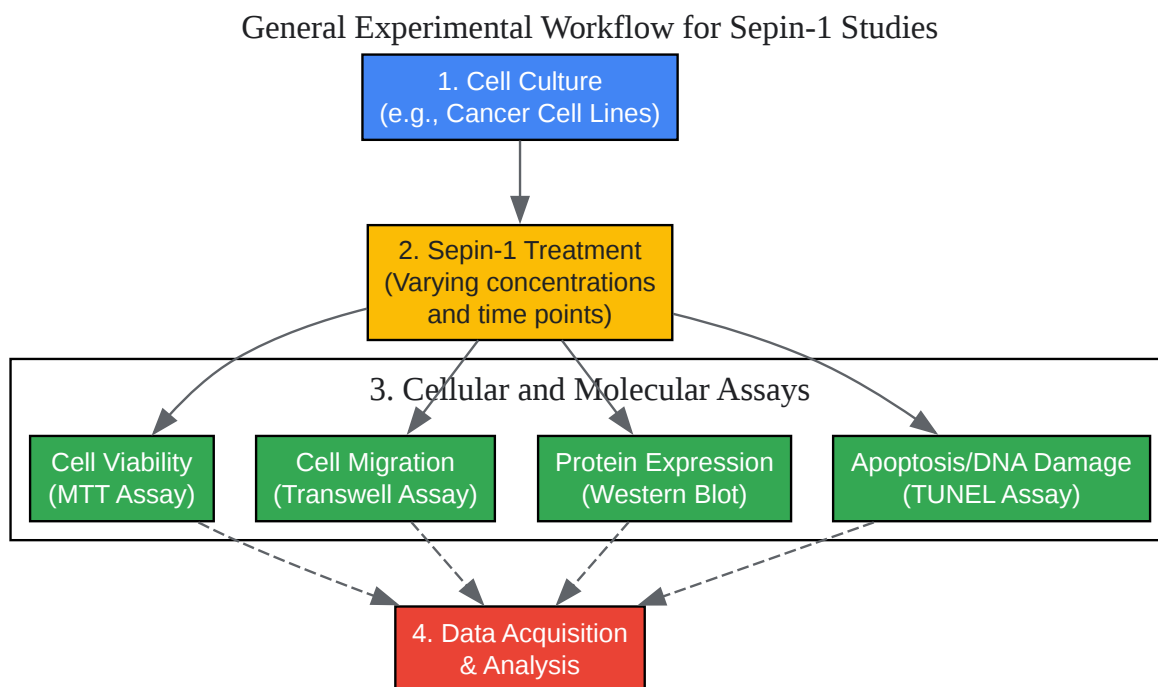 General Experimental Workflow for Sepin-1 Studies
1. Cell Culture
(e.g., Cancer Cell Lines)
2. Sepin-1 Treatment
(Varying concentrations
and time points)
3. Cellular and Molecular Assays
Cell Viability
(MTT Assay)
Cell Migration
(Transwell Assay)
Protein Expression
(Western Blot)
Apoptosis/DNA Damage
(TUNEL Assay)
4. Data Acquisition
& Analysis